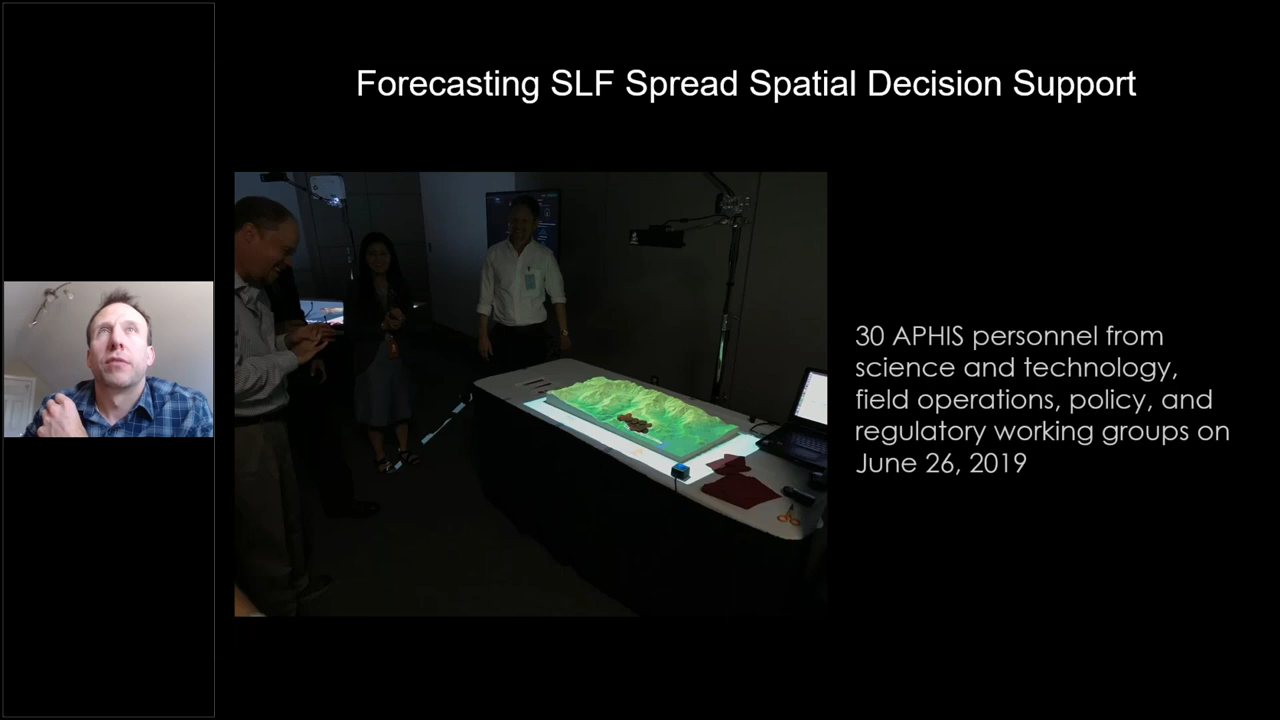 Forecasting SLF Spread Spatial Decision Support
30 APHIS personnel from
science and technology,
field operations, policy, and
regulatory working groups on
June 26, 2019